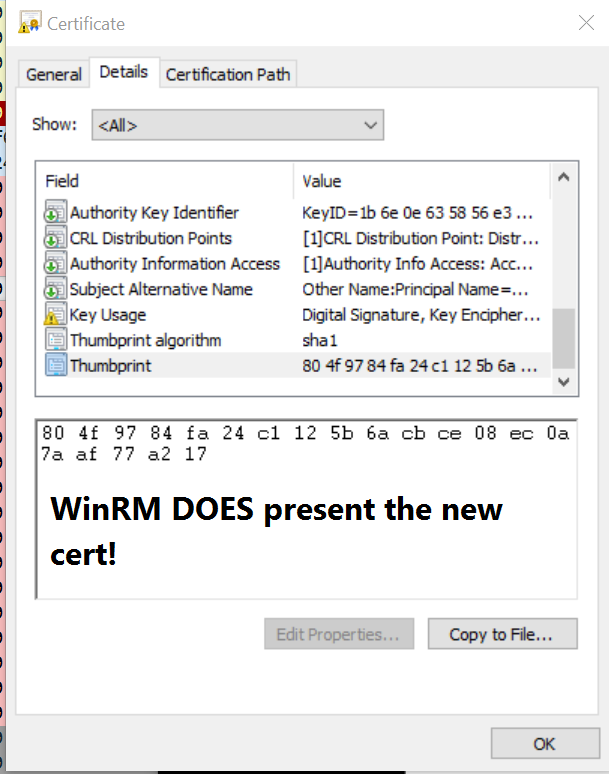 Certificate
General Details Certification Path
Show: <All>
Field Value
Authority Key Identifier KeyID=1b 6e 0e 63 58 56 e3 ...
CRL Distribution Points [1]CRL Distribution Point: Distr...
Authority Information Access [1]Authority Info Access: Acc...
Subject Alternative Name Other Name:Principal Name=...
Key Usage Digital Signature, Key Encipher...
Thumbprint algorithm sha1
Thumbprint 80 4f 97 84 fa 24 c1 12 5b 6a ...
80 4f 97 84 fa 24 c1 12 5b 6a cb ce 08 ec 0a
7a af 77 a2 17
WinRM DOES present the new
cert!
Edit Properties... Copy to File...
OK